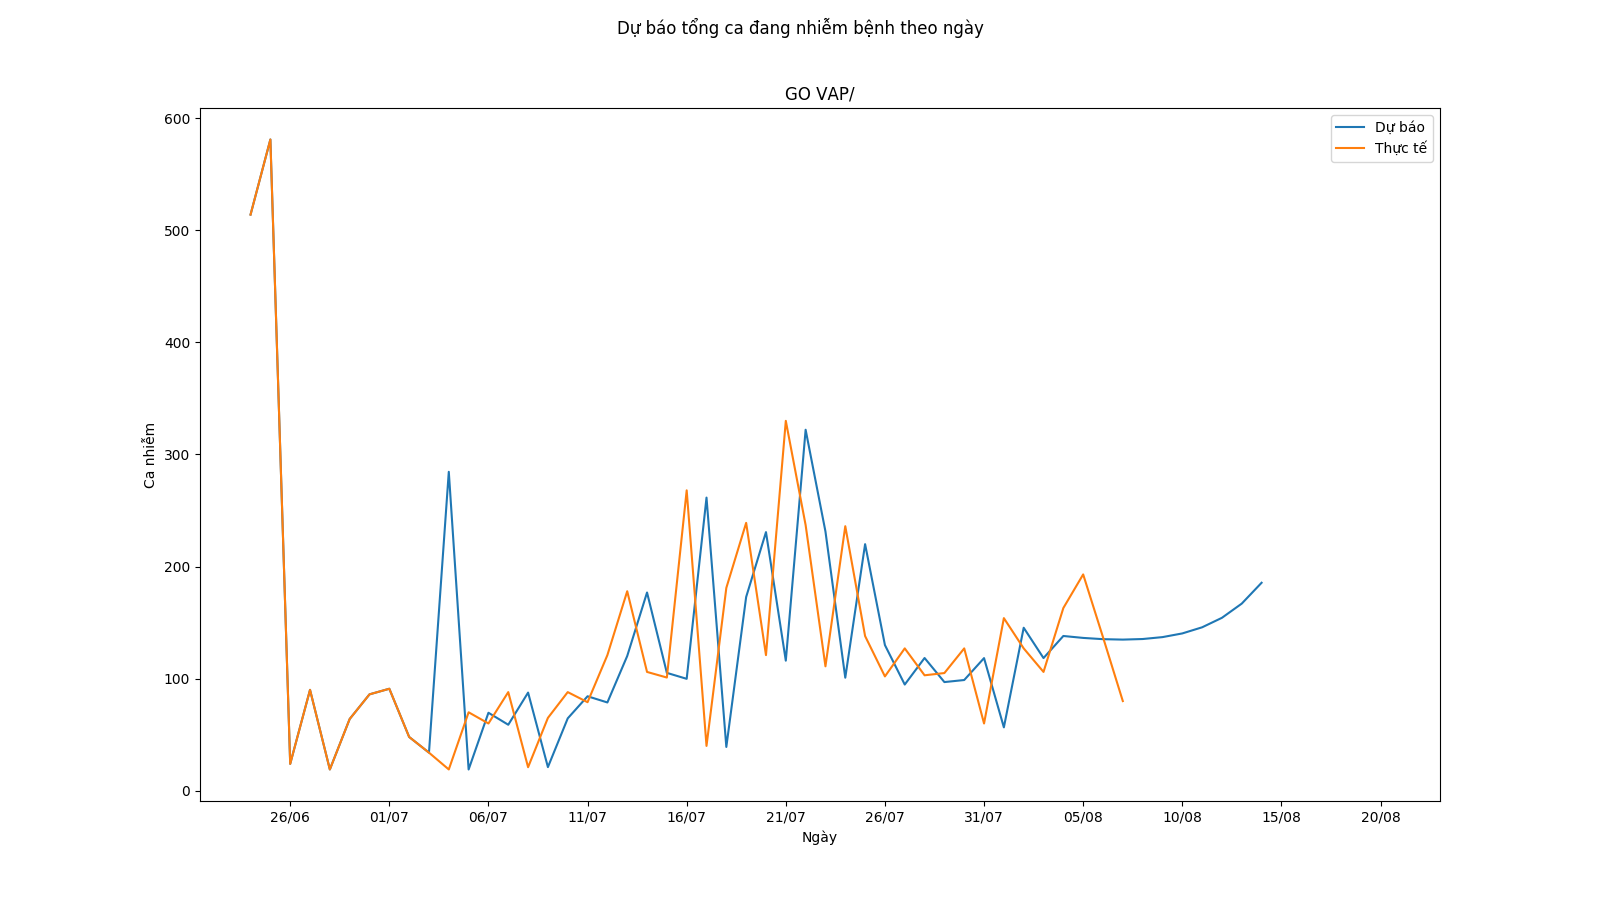 Dự báo tổng ca đang nhiễm bệnh theo ngày
GO VAP/
Dự báo
Thực tế
600
500
400
300
200
100
0
Ca nhiễm
26/06 01/07 06/07 11/07 16/07 21/07 26/07 31/07 05/08 10/08 15/08 20/08
Ngày